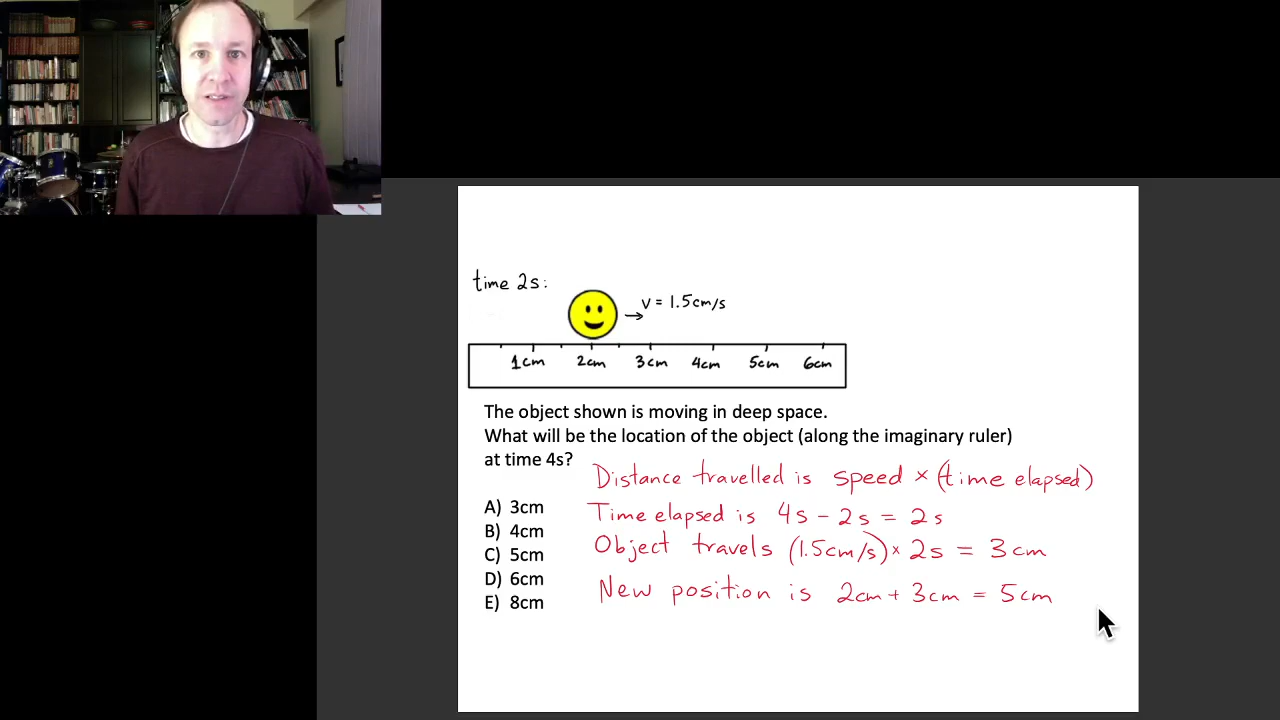 time 2s:
v = 1.5cm/s
1cm 2cm 3cm 4cm 5cm 6cm
The object shown is moving in deep space.
What will be the location of the object (along the imaginary ruler)
at time 4s?
Distance travelled is speed × (time elapsed)
A) 3cm
Time elapsed is 4s - 2s = 2s
B) 4cm
Object travels (1.5cm/s) × 2s = 3cm
C) 5cm
D) 6cm
New position is 2cm + 3cm = 5cm
E) 8cm